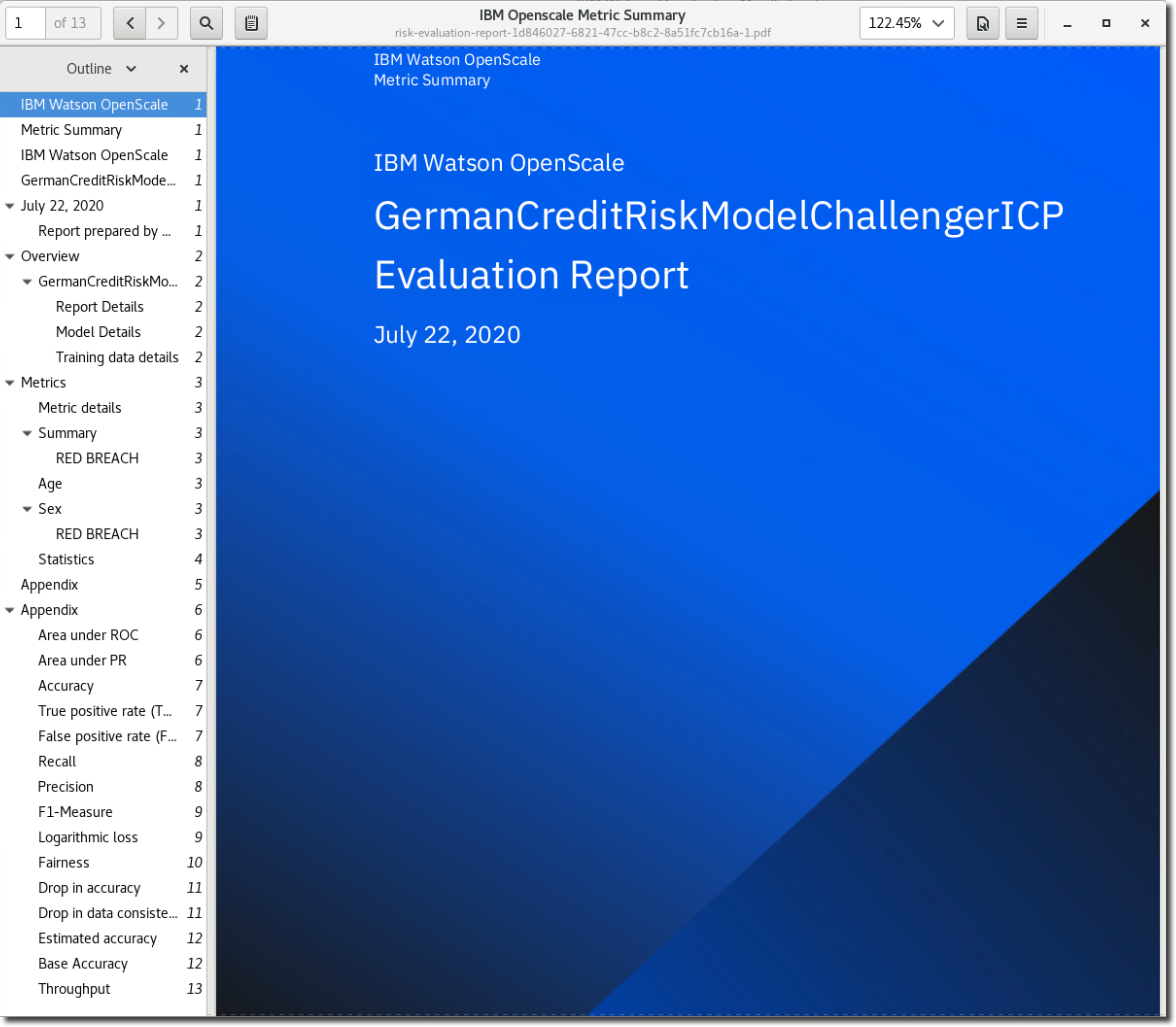 1 of 13
IBM Openscale Metric Summary
risk-evaluation-report-1d846027-6821-47cc-b8c2-8a51fc7cb16a-1.pdf
122.45%
Outline
IBM Watson OpenScale 1
Metric Summary 1
IBM Watson OpenScale 1
GermanCreditRiskMode... 1
July 22, 2020 1
Report prepared by ... 1
Overview 2
GermanCreditRiskMo... 2
Report Details 2
Model Details 2
Training data details 2
Metrics 3
Metric details 3
Summary 3
RED BREACH 3
Age 3
Sex 3
RED BREACH 3
Statistics 4
Appendix 5
Appendix 6
Area under ROC 6
Area under PR 6
Accuracy 7
True positive rate (T... 7
False positive rate (F... 7
Recall 8
Precision 8
F1-Measure 9
Logarithmic loss 9
Fairness 10
Drop in accuracy 11
Drop in data consiste... 11
Estimated accuracy 12
Base Accuracy 12
Throughput 13
IBM Watson OpenScale
Metric Summary
IBM Watson OpenScale
GermanCreditRiskModelChallengerICP
Evaluation Report
July 22, 2020